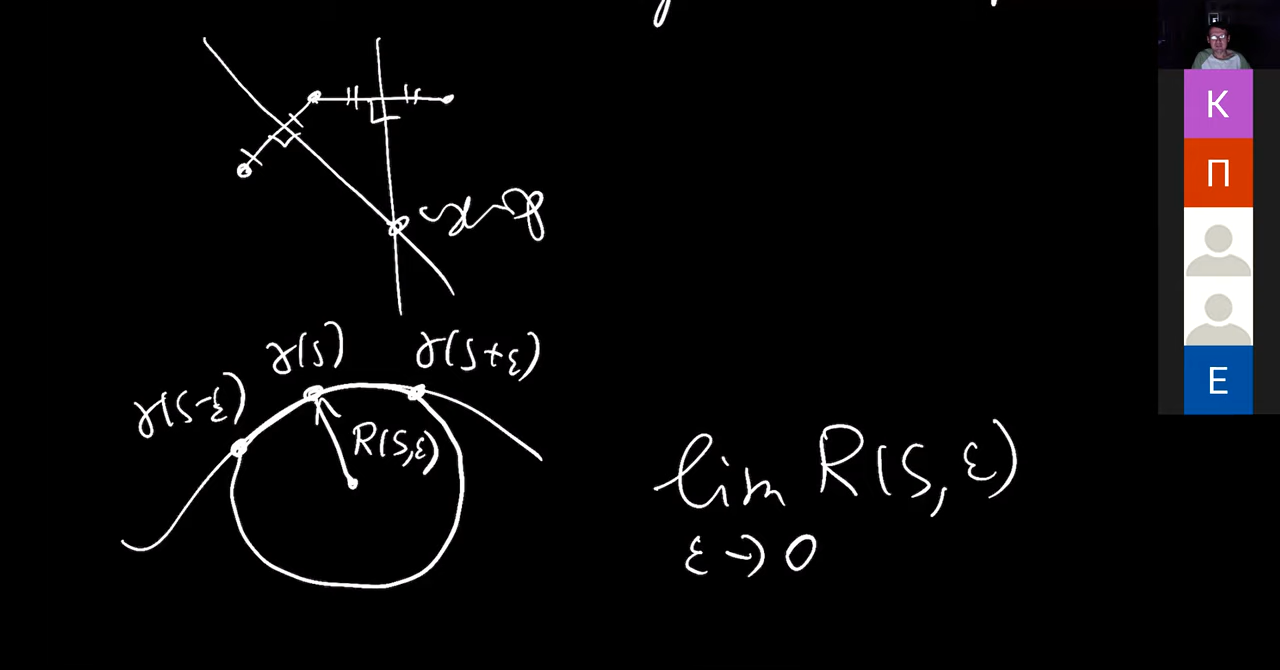 γ(s)
γ(s+ε)
γ(s-ε)
R(s,ε)
lim R(s,ε)
ε→0
К
П
Е